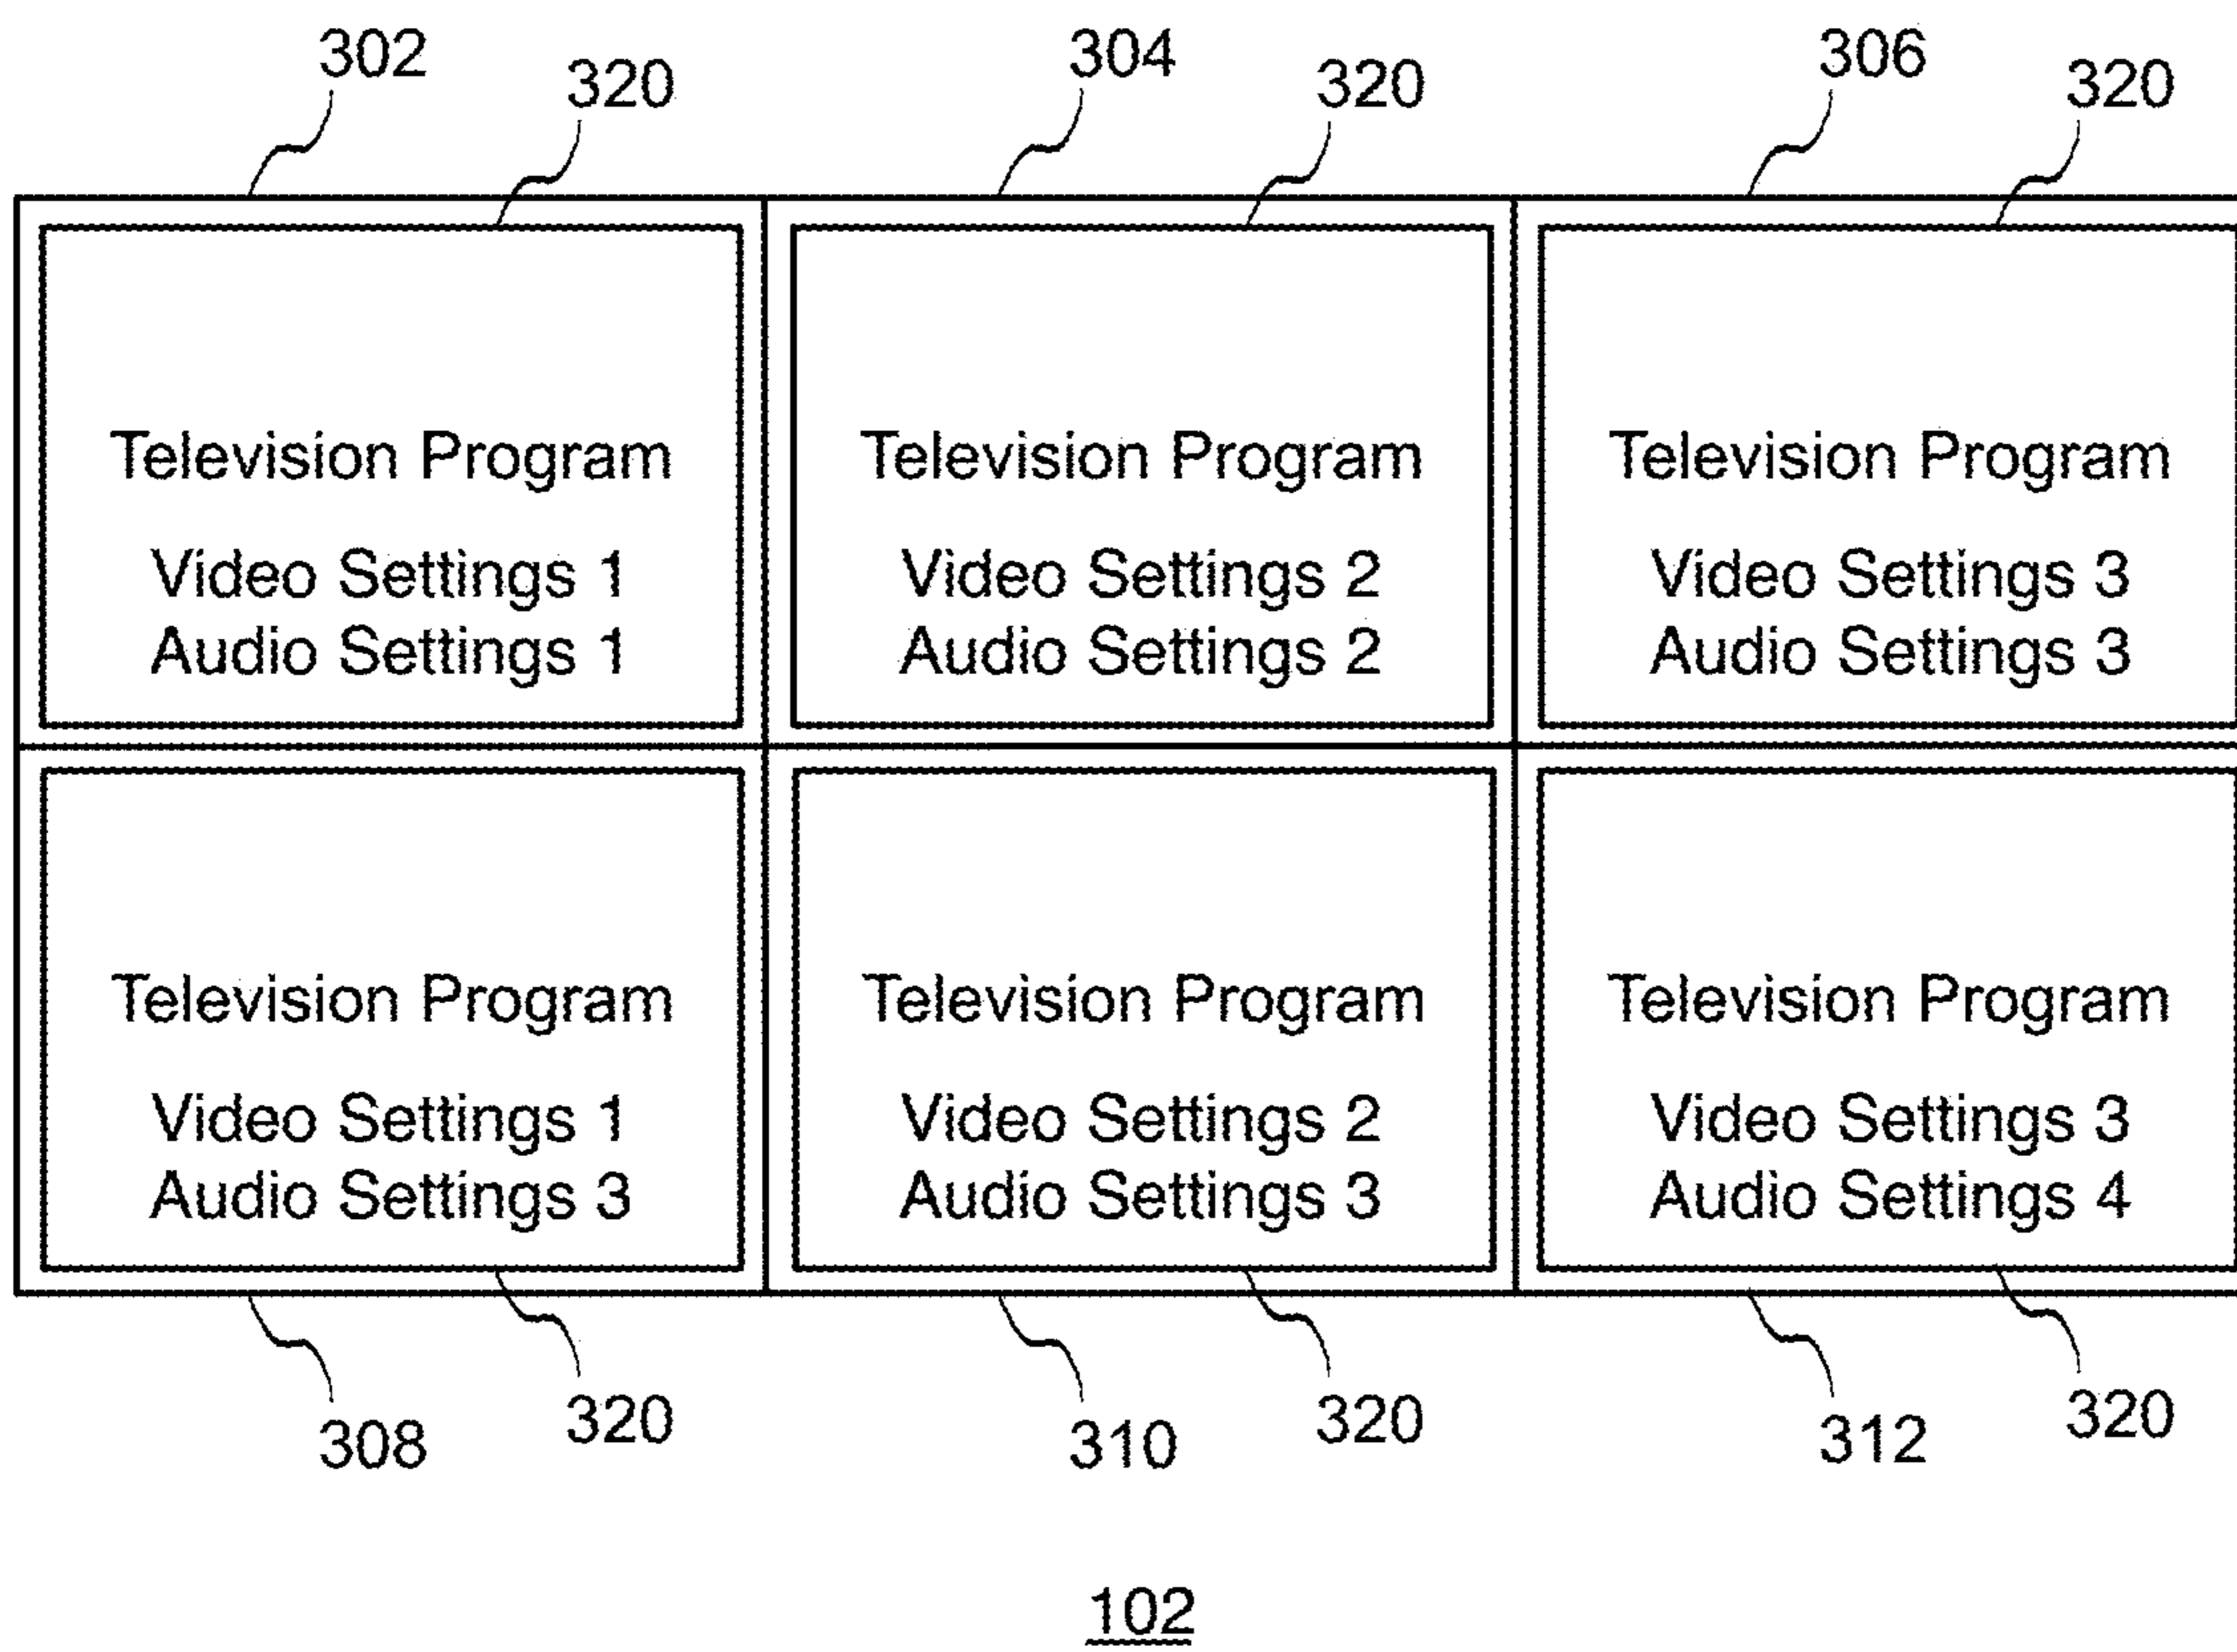 302 320 304 320 306 320
Television Program
Video Settings 1
Audio Settings 1
Television Program
Video Settings 2
Audio Settings 2
Television Program
Video Settings 3
Audio Settings 3
Television Program
Video Settings 1
Audio Settings 3
Television Program
Video Settings 2
Audio Settings 3
Television Program
Video Settings 3
Audio Settings 4
308 320 310 320 312 320
102